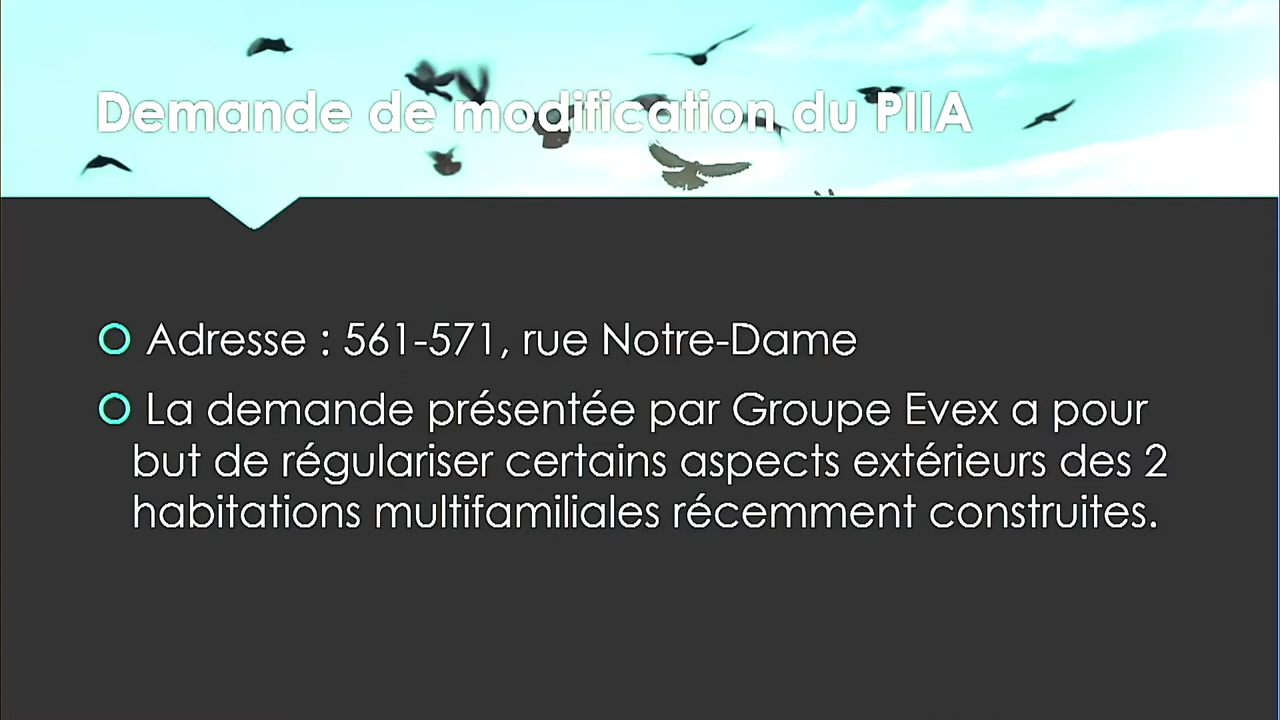 Demande de modification du PIIA
Adresse : 561-571, rue Notre-Dame
La demande présentée par Groupe Evex a pour
but de régulariser certains aspects extérieurs des 2
habitations multifamiliales récemment construites.